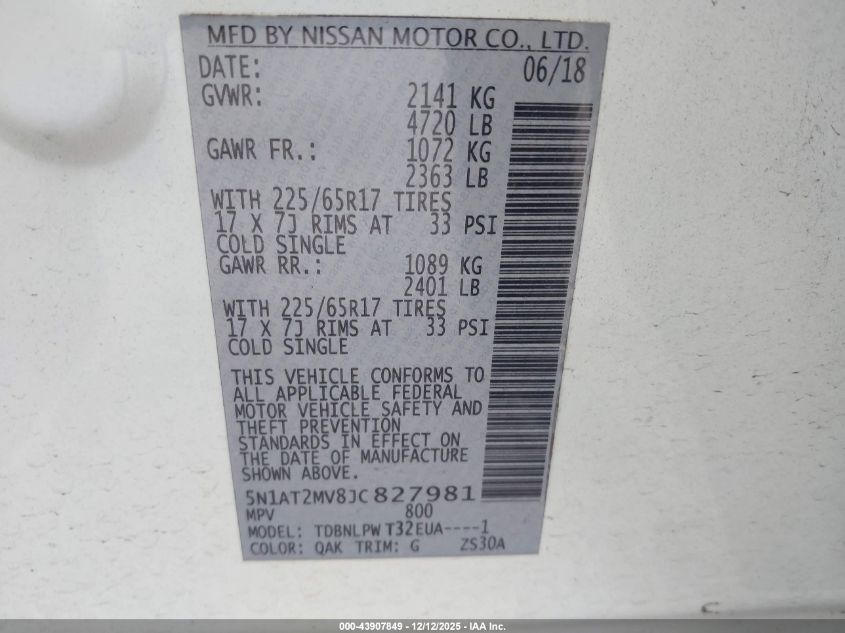 MFD BY NISSAN MOTOR CO., LTD.
DATE: 06/18
GVWR: 2141 KG
4720 LB
GAWR FR.: 1072 KG
2363 LB
WITH 225/65R17 TIRES
17 X 7J RIMS AT 33 PSI
COLD SINGLE
GAWR RR.: 1089 KG
2401 LB
WITH 225/65R17 TIRES
17 X 7J RIMS AT 33 PSI
COLD SINGLE
THIS VEHICLE CONFORMS TO
ALL APPLICABLE FEDERAL
MOTOR VEHICLE SAFETY AND
THEFT PREVENTION
STANDARDS IN EFFECT ON
THE DATE OF MANUFACTURE
SHOWN ABOVE.
5N1AT2MV8JC827981
MPV 800
MODEL: TDBNLPW T32EUA----1
COLOR: QAK TRIM: G ZS30A
000-43907849 - 12/12/2025 - IAA Inc.